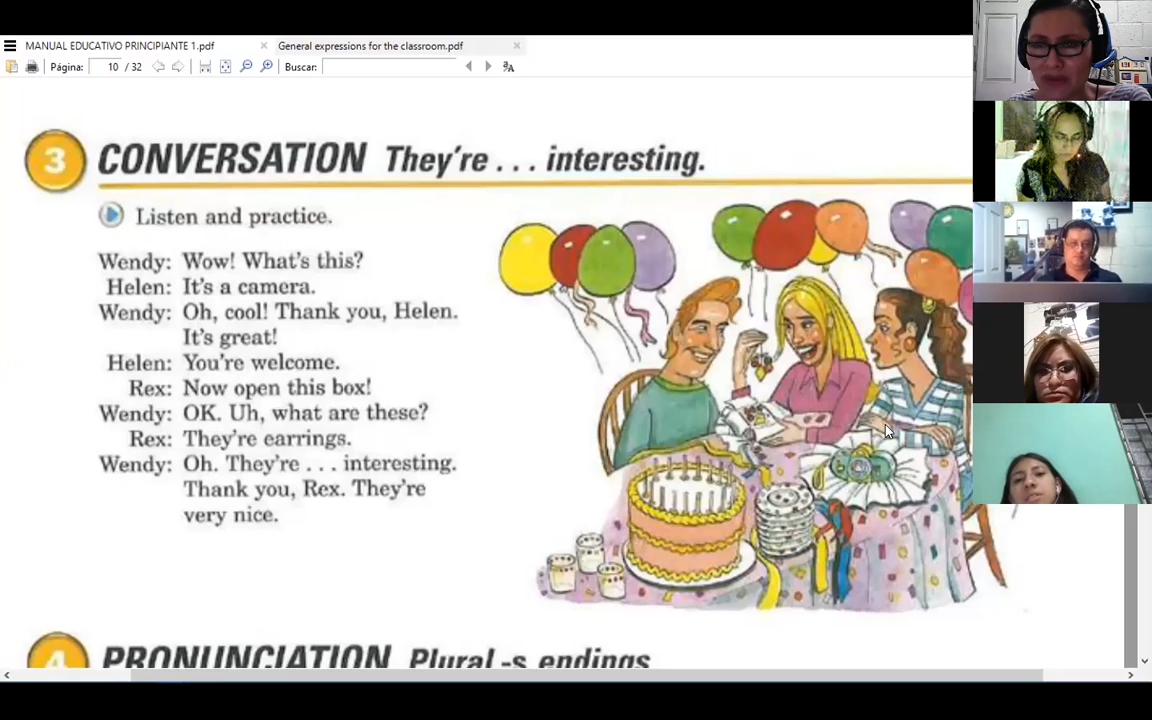 MANUAL EDUCATIVO PRINCIPIANTE 1.pdf
General expressions for the classroom.pdf
Página: 10 / 32
Buscar:
3 CONVERSATION They're . . . interesting.
Listen and practice.
Wendy: Wow! What's this?
Helen: It's a camera.
Wendy: Oh, cool! Thank you, Helen.
It's great!
Helen: You're welcome.
Rex: Now open this box!
Wendy: OK. Uh, what are these?
Rex: They're earrings.
Wendy: Oh. They're . . . interesting.
Thank you, Rex. They're
very nice.
4 PRONUNCIATION Plural -s endings